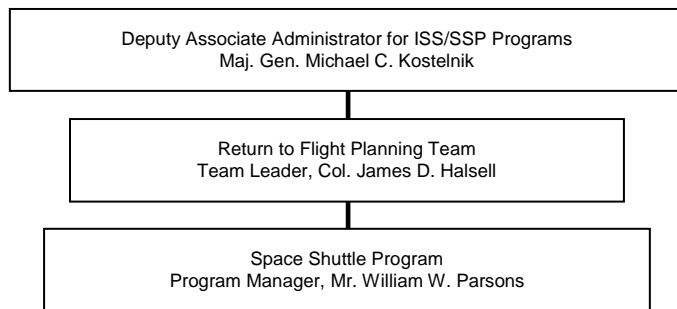 Deputy Associate Administrator for ISS/SSP Programs
Maj. Gen. Michael C. Kostelnik
Return to Flight Planning Team
Team Leader, Col. James D. Halsell
Space Shuttle Program
Program Manager, Mr. William W. Parsons